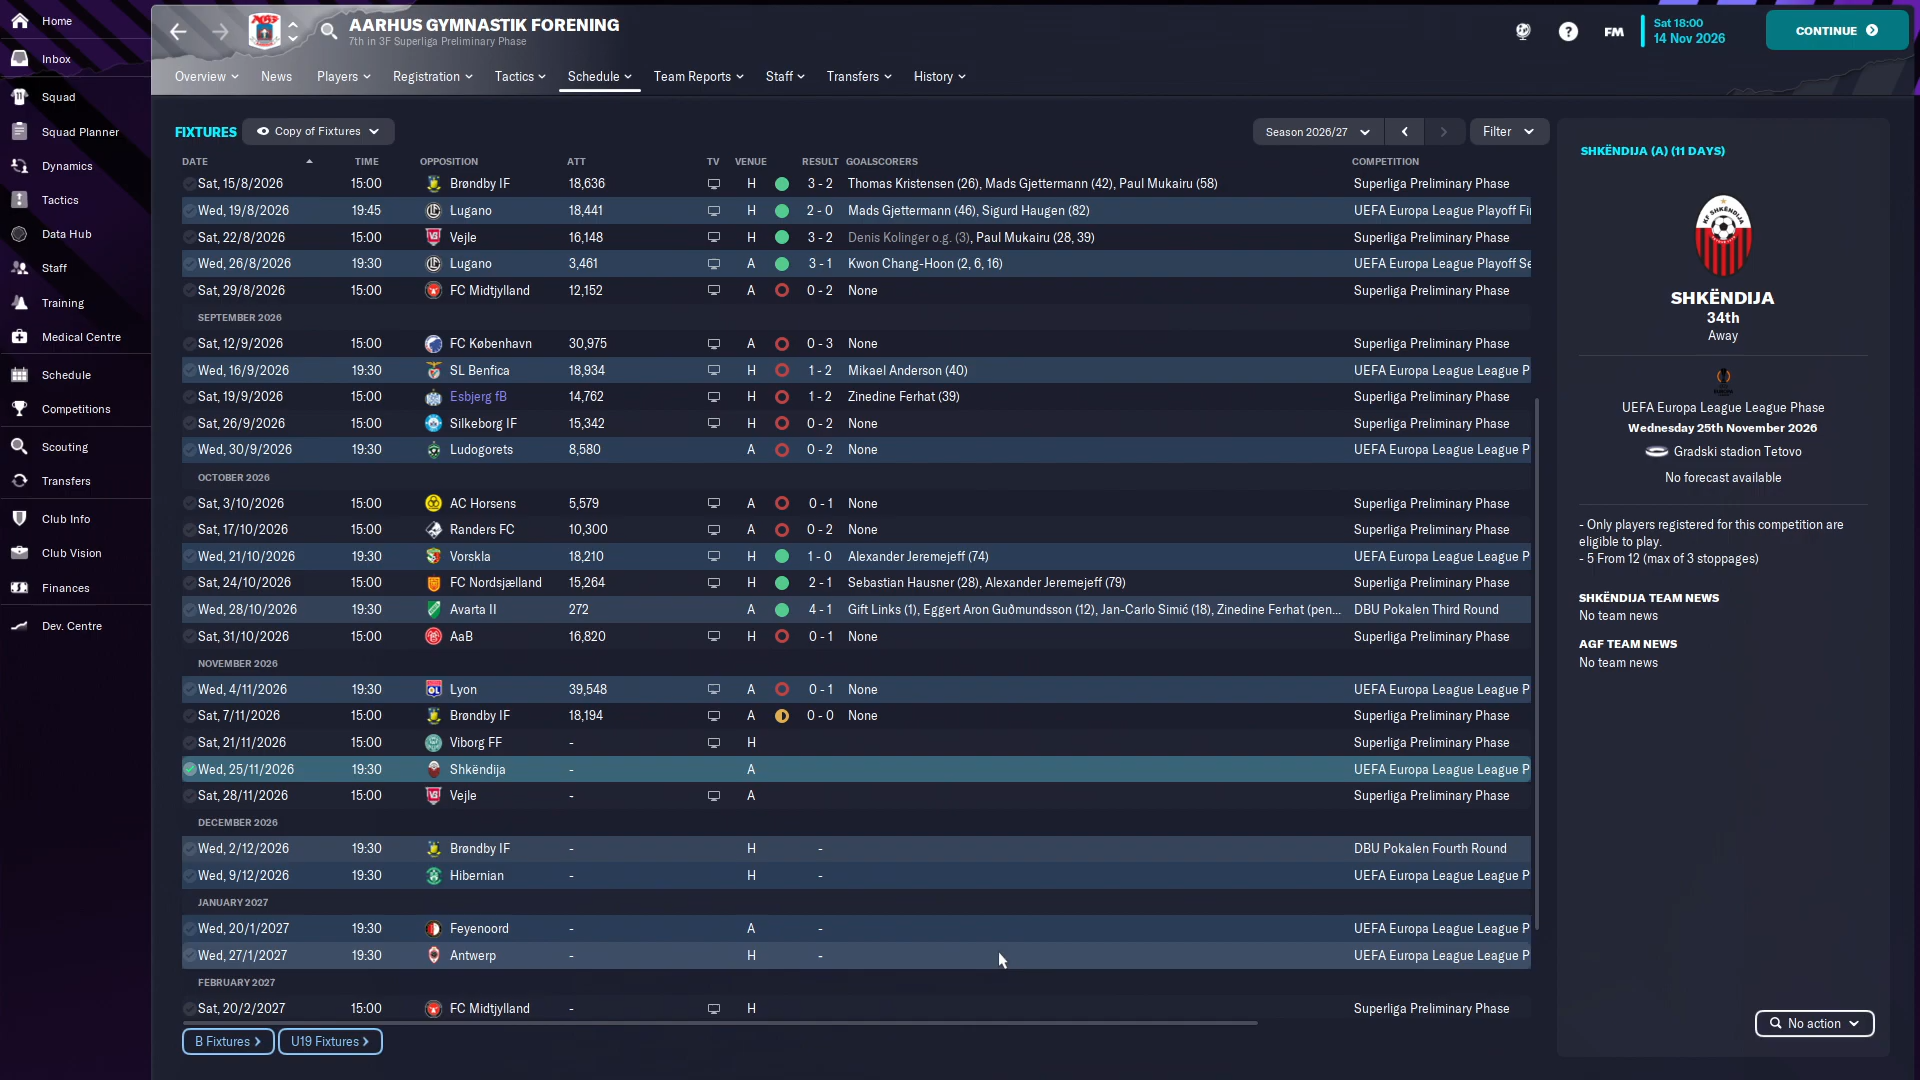 Home
Inbox
Squad
Squad Planner
Dynamics
Tactics
Data Hub
Staff
Training
Medical Centre
Schedule
Competitions
Scouting
Transfers
Club Info
Club Vision
Finances
Dev. Centre
AARHUS GYMNASTIK FORENING
7th in 3F Superliga Preliminary Phase
FM Sat 18:00
14 Nov 2026
CONTINUE
Overview News Players Registration Tactics Schedule Team Reports Staff Transfers History
FIXTURES Copy of Fixtures Season 2026/27 Filter
DATE TIME OPPOSITION ATT TV VENUE RESULT GOALSCORERS COMPETITION
Sat, 15/8/2026 15:00 Brøndby IF 18,636 H 3 - 2 Thomas Kristensen (26), Mads Gjettermann (42), Paul Mukairu (58) Superliga Preliminary Phase
Wed, 19/8/2026 19:45 Lugano 18,441 H 2 - 0 Mads Gjettermann (46), Sigurd Haugen (82) UEFA Europa League Playoff Fi
Sat, 22/8/2026 15:00 Vejle 16,148 H 3 - 2 Denis Kolinger o.g. (3), Paul Mukairu (28, 39) Superliga Preliminary Phase
Wed, 26/8/2026 19:30 Lugano 3,461 A 3 - 1 Kwon Chang-Hoon (2, 6, 16) UEFA Europa League Playoff Se
Sat, 29/8/2026 15:00 FC Midtjylland 12,152 A 0 - 2 None Superliga Preliminary Phase
SEPTEMBER 2026
Sat, 12/9/2026 15:00 FC København 30,975 A 0 - 3 None Superliga Preliminary Phase
Wed, 16/9/2026 19:30 SL Benfica 18,934 H 1 - 2 Mikael Anderson (40) UEFA Europa League League P
Sat, 19/9/2026 15:00 Esbjerg fB 14,762 H 1 - 2 Zinedine Ferhat (39) Superliga Preliminary Phase
Sat, 26/9/2026 15:00 Silkeborg IF 15,342 H 0 - 2 None Superliga Preliminary Phase
Wed, 30/9/2026 19:30 Ludogorets 8,580 A 0 - 2 None UEFA Europa League League P
OCTOBER 2026
Sat, 3/10/2026 15:00 AC Horsens 5,579 A 0 - 1 None Superliga Preliminary Phase
Sat, 17/10/2026 15:00 Randers FC 10,300 A 0 - 2 None Superliga Preliminary Phase
Wed, 21/10/2026 19:30 Vorskla 18,210 H 1 - 0 Alexander Jeremejeff (74) UEFA Europa League League P
Sat, 24/10/2026 15:00 FC Nordsjælland 15,264 H 2 - 1 Sebastian Hausner (28), Alexander Jeremejeff (79) Superliga Preliminary Phase
Wed, 28/10/2026 19:30 Avarta II 272 A 4 - 1 Gift Links (1), Eggert Aron Guðmundsson (12), Jan-Carlo Simić (18), Zinedine Ferhat (pen... DBU Pokalen Third Round
Sat, 31/10/2026 15:00 AaB 16,820 H 0 - 1 None Superliga Preliminary Phase
NOVEMBER 2026
Wed, 4/11/2026 19:30 Lyon 39,548 A 0 - 1 None UEFA Europa League League P
Sat, 7/11/2026 15:00 Brøndby IF 18,194 A 0 - 0 None Superliga Preliminary Phase
Sat, 21/11/2026 15:00 Viborg FF - H Superliga Preliminary Phase
Wed, 25/11/2026 19:30 Shkëndija - A UEFA Europa League League P
Sat, 28/11/2026 15:00 Vejle - A Superliga Preliminary Phase
DECEMBER 2026
Wed, 2/12/2026 19:30 Brøndby IF - H - DBU Pokalen Fourth Round
Wed, 9/12/2026 19:30 Hibernian - H - UEFA Europa League League P
JANUARY 2027
Wed, 20/1/2027 19:30 Feyenoord - A - UEFA Europa League League P
Wed, 27/1/2027 19:30 Antwerp - H - UEFA Europa League League P
FEBRUARY 2027
Sat, 20/2/2027 15:00 FC Midtjylland - H Superliga Preliminary Phase
B Fixtures U19 Fixtures
SHKËNDIJA (A) (11 DAYS)
SHKËNDIJA
34th
Away
UEFA Europa League League Phase
Wednesday 25th November 2026
Gradski stadion Tetovo
No forecast available
- Only players registered for this competition are
eligible to play.
- 5 From 12 (max of 3 stoppages)
SHKËNDIJA TEAM NEWS
No team news
AGF TEAM NEWS
No team news
No action